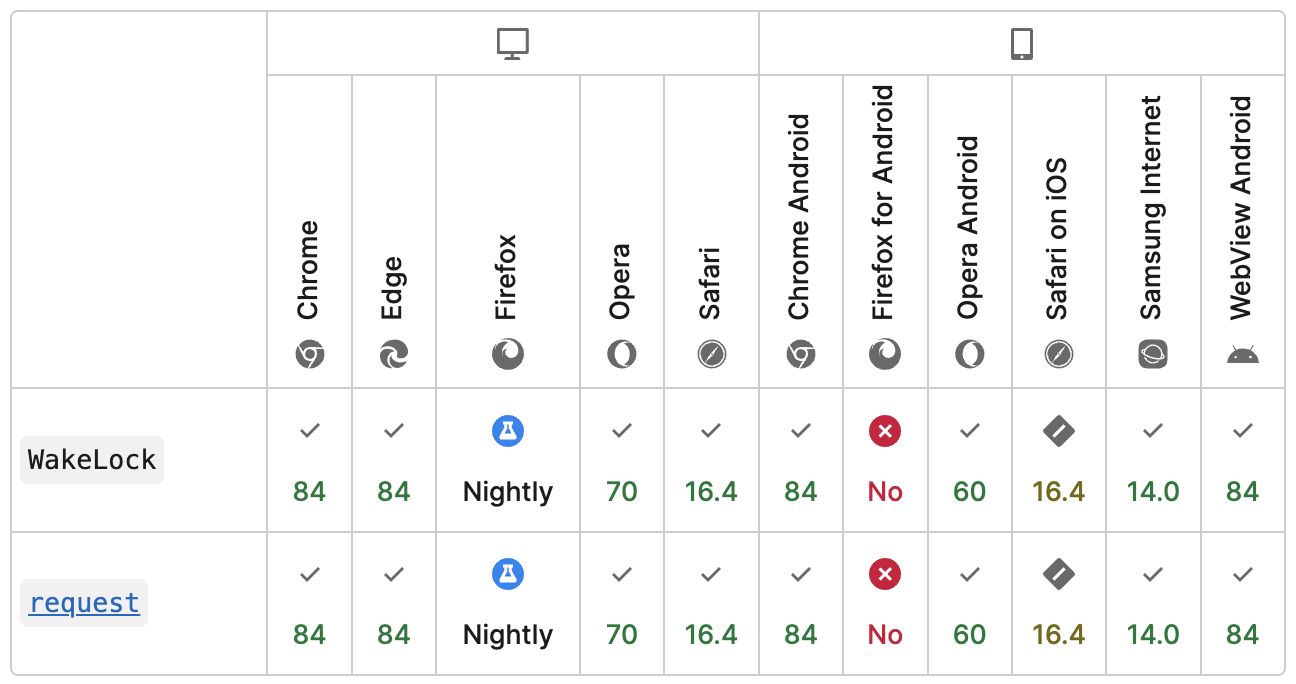 Chrome
Edge
Firefox
Opera
Safari
Chrome Android
Firefox for Android
Opera Android
Safari on iOS
Samsung Internet
WebView Android
WakeLock
84 84 Nightly 70 16.4 84 No 60 16.4 14.0 84
request
84 84 Nightly 70 16.4 84 No 60 16.4 14.0 84